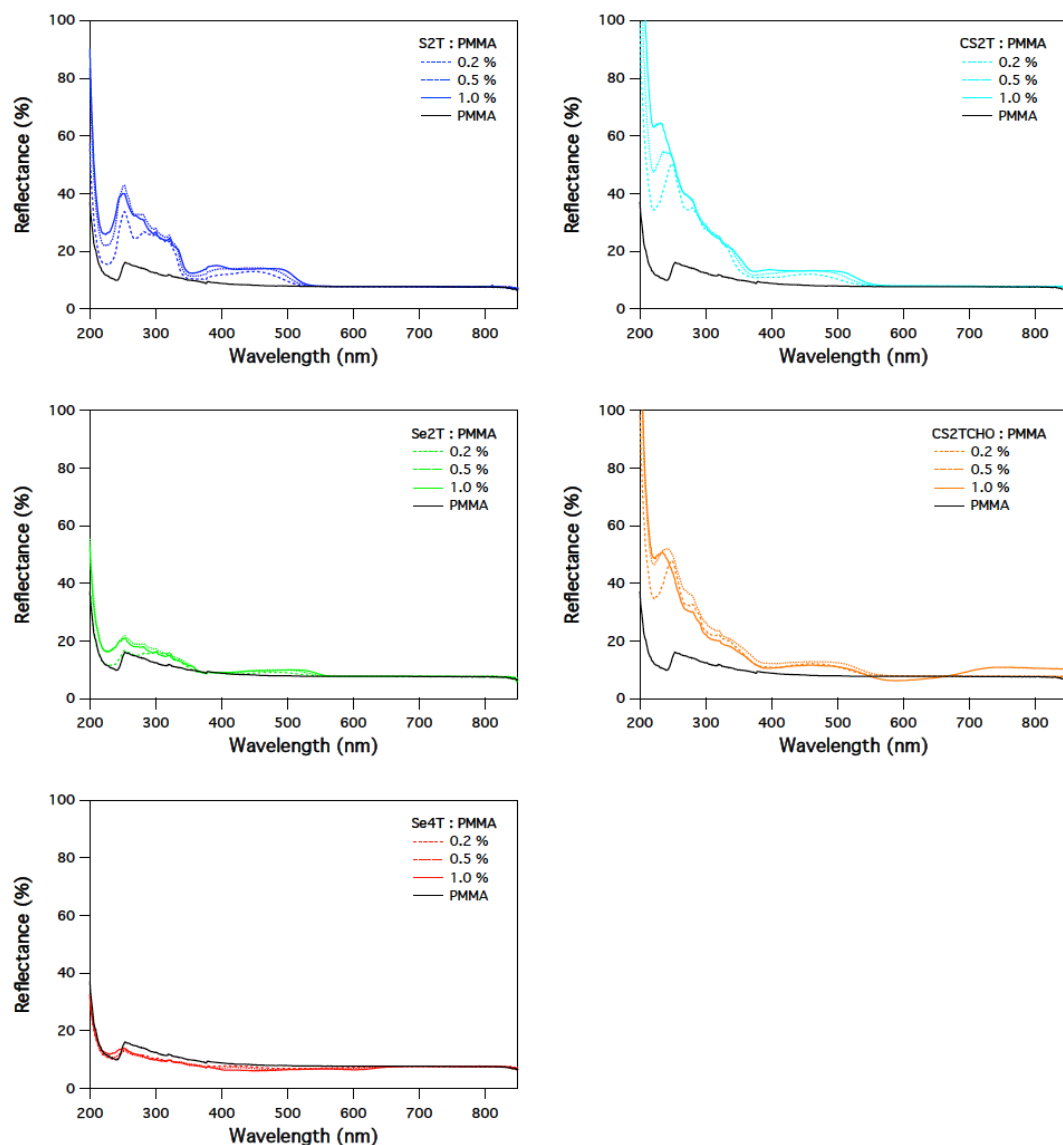 100
80
60
40
20
0
Reflectance (%)
S2T : PMMA
0.2 %
0.5 %
1.0 %
PMMA
200 300 400 500 600 700 800
Wavelength (nm)
100
80
60
40
20
0
Reflectance (%)
CS2T : PMMA
0.2 %
0.5 %
1.0 %
PMMA
200 300 400 500 600 700 800
Wavelength (nm)
100
80
60
40
20
0
Reflectance (%)
Se2T : PMMA
0.2 %
0.5 %
1.0 %
PMMA
200 300 400 500 600 700 800
Wavelength (nm)
100
80
60
40
20
0
Reflectance (%)
CS2TCHO : PMMA
0.2 %
0.5 %
1.0 %
PMMA
200 300 400 500 600 700 800
Wavelength (nm)
100
80
60
40
20
0
Reflectance (%)
Se4T : PMMA
0.2 %
0.5 %
1.0 %
PMMA
200 300 400 500 600 700 800
Wavelength (nm)